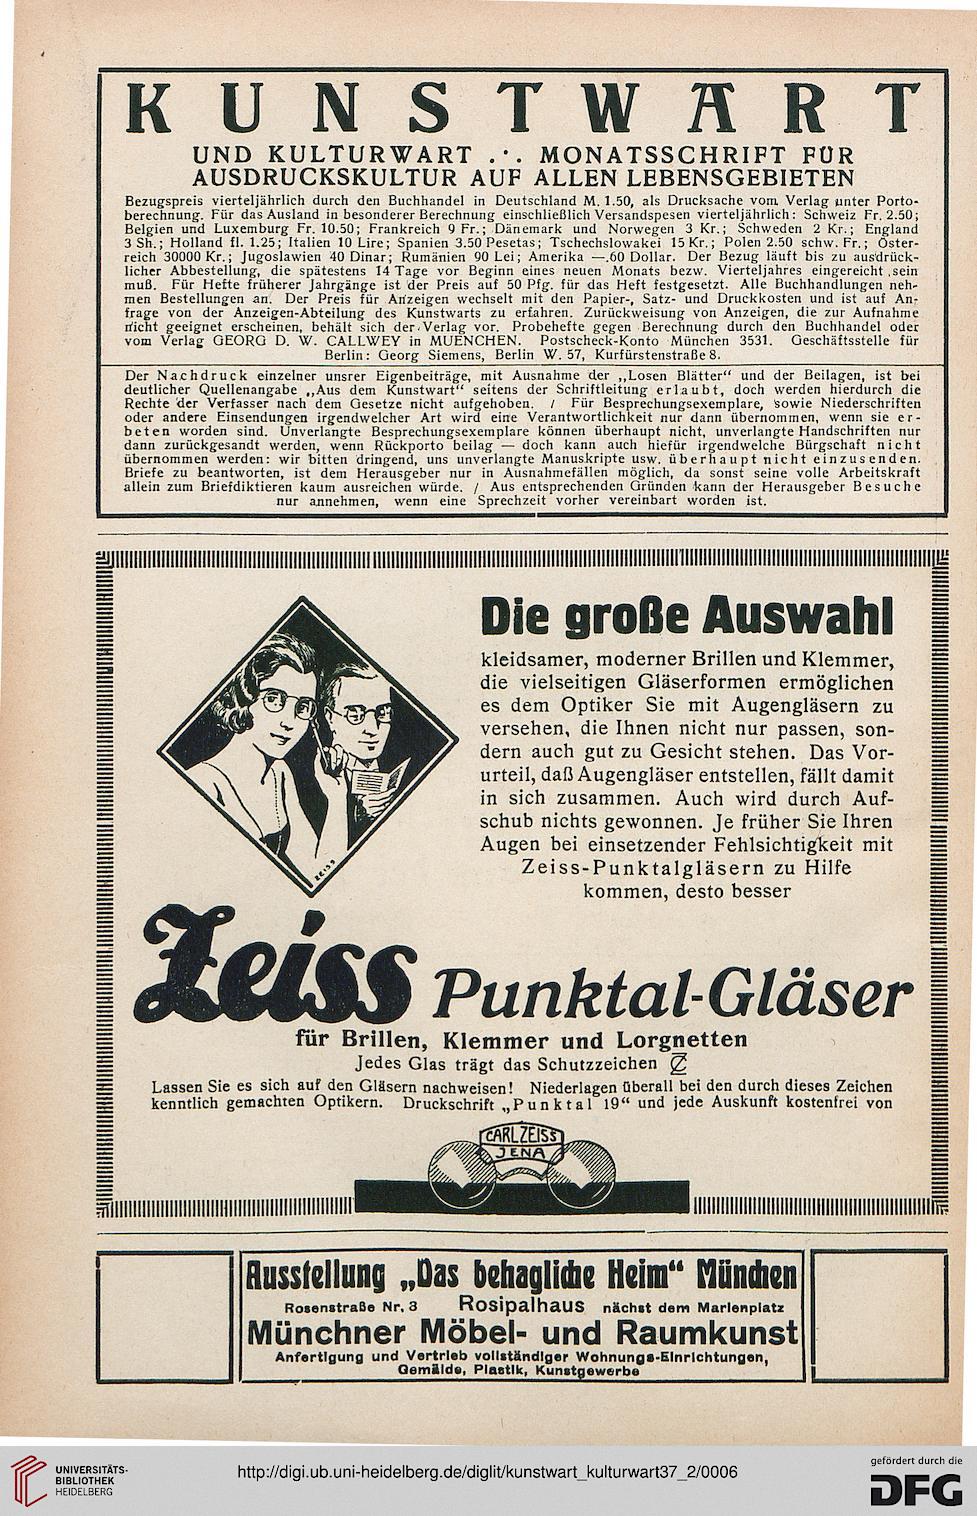 KUNSTWART
UND KULTURWART .·. MONATSSCHRIFT FÜR
AUSDRUCKSKULTUR AUF ALLEN LEBENSGEBIETEN
Bezugspreis vierteljährlich durch den Buchhandel in Deutschland M. 1.50, als Drucksache vom Verlag unter Porto-
berechnung. Für das Ausland in besonderer Berechnung einschließlich Versandspesen vierteljährlich: Schweiz Fr. 2.50;
Belgien und Luxemburg Fr. 10.50; Frankreich 9 Fr.; Dänemark und Norwegen 3 Kr.; Schweden 2 Kr.; England
3 Sh.; Holland fl. 1.25; Italien 10 Lire; Spanien 3.50 Pesetas; Tschechslowakei 15 Kr.; Polen 2.50 schw. Fr.; Öster-
reich 30000 Kr.; Jugoslawien 40 Dinar; Rumänien 90 Lei; Amerika —.60 Dollar. Der Bezug läuft bis zu ausdrück-
licher Abbestellung, die spätestens 14 Tage vor Beginn eines neuen Monats bezw. Vierteljahres eingereicht sein
muß. Für Hefte früherer Jahrgänge ist der Preis auf 50 Pfg. für das Heft festgesetzt. Alle Buchhandlungen neh-
men Bestellungen an. Der Preis für Anzeigen wechselt mit den Papier-, Satz- und Druckkosten und ist auf An-
frage von der Anzeigen-Abteilung des Kunstwarts zu erfahren. Zurückweisung von Anzeigen, die zur Aufnahme
nicht geeignet erscheinen, behält sich der Verlag vor. Probehefte gegen Berechnung durch den Buchhandel oder
vom Verlag GEORG D. W. CALLWEY in MUENCHEN. Postscheck-Konto München 3531. Geschäftsstelle für
Berlin: Georg Siemens, Berlin W. 57, Kurfürstenstraße 8.
Der Nachdruck einzelner unsrer Eigenbeiträge, mit Ausnahme der „Losen Blätter“ und der Beilagen, ist bei
deutlicher Quellenangabe „Aus dem Kunstwart“ seitens der Schriftleitung erlaubt, doch werden hierdurch die
Rechte der Verfasser nach dem Gesetze nicht aufgehoben. / Für Besprechungsexemplare, sowie Niederschriften
oder andere Einsendungen irgendwelcher Art wird eine Verantwortlichkeit nur dann übernommen, wenn sie er-
beten worden sind. Unverlangte Besprechungsexemplare können überhaupt nicht, unverlangte Handschriften nur
dann zurückgesandt werden, wenn Rückporto beilag — doch kann auch hiefür irgendwelche Bürgschaft nicht
übernommen werden: wir bitten dringend, uns unverlangte Manuskripte usw. überhaupt nicht einzusenden.
Briefe zu beantworten, ist dem Herausgeber nur in Ausnahmefällen möglich, da sonst seine volle Arbeitskraft
allein zum Briefdiktieren kaum ausreichen würde. / Aus entsprechenden Gründen kann der Herausgeber Besuche
nur annehmen, wenn eine Sprechzeit vorher vereinbart worden ist.
Die große Auswahl
kleidsamer, moderner Brillen und Klemmer,
die vielseitigen Gläserformen ermöglichen
es dem Optiker Sie mit Augengläsern zu
versehen, die Ihnen nicht nur passen, son-
dern auch gut zu Gesicht stehen. Das Vor-
urteil, daß Augengläser entstellen, fällt damit
in sich zusammen. Auch wird durch Auf-
schub nichts gewonnen. Je früher Sie Ihren
Augen bei einsetzender Fehlsichtigkeit mit
Zeiss-Punktalgläsern zu Hilfe
kommen, desto besser
ZEISS
Zeiss Punktal-Gläser
für Brillen, Klemmer und Lorgnetten
Jedes Glas trägt das Schutzzeichen Z
Lassen Sie es sich auf den Gläsern nachweisen! Niederlagen überall bei den durch dieses Zeichen
kenntlich gemachten Optikern. Druckschrift „Punktal 19“ und jede Auskunft kostenfrei von
CARL ZEISS
JENA
Ausstellung „Das behagliche Heim“ München
Rosenstraße Nr. 3 Rosipalhaus nächst dem Marienplatz
Münchner Möbel- und Raumkunst
Anfertigung und Vertrieb vollständiger Wohnungs-Einrichtungen,
Gemälde, Plastik, Kunstgewerbe
UNIVERSITÄTS-
BIBLIOTHEK
HEIDELBERG
http://digi.ub.uni-heidelberg.de/diglit/kunstwart_kulturwart37_2/0006
gefördert durch die
DFG